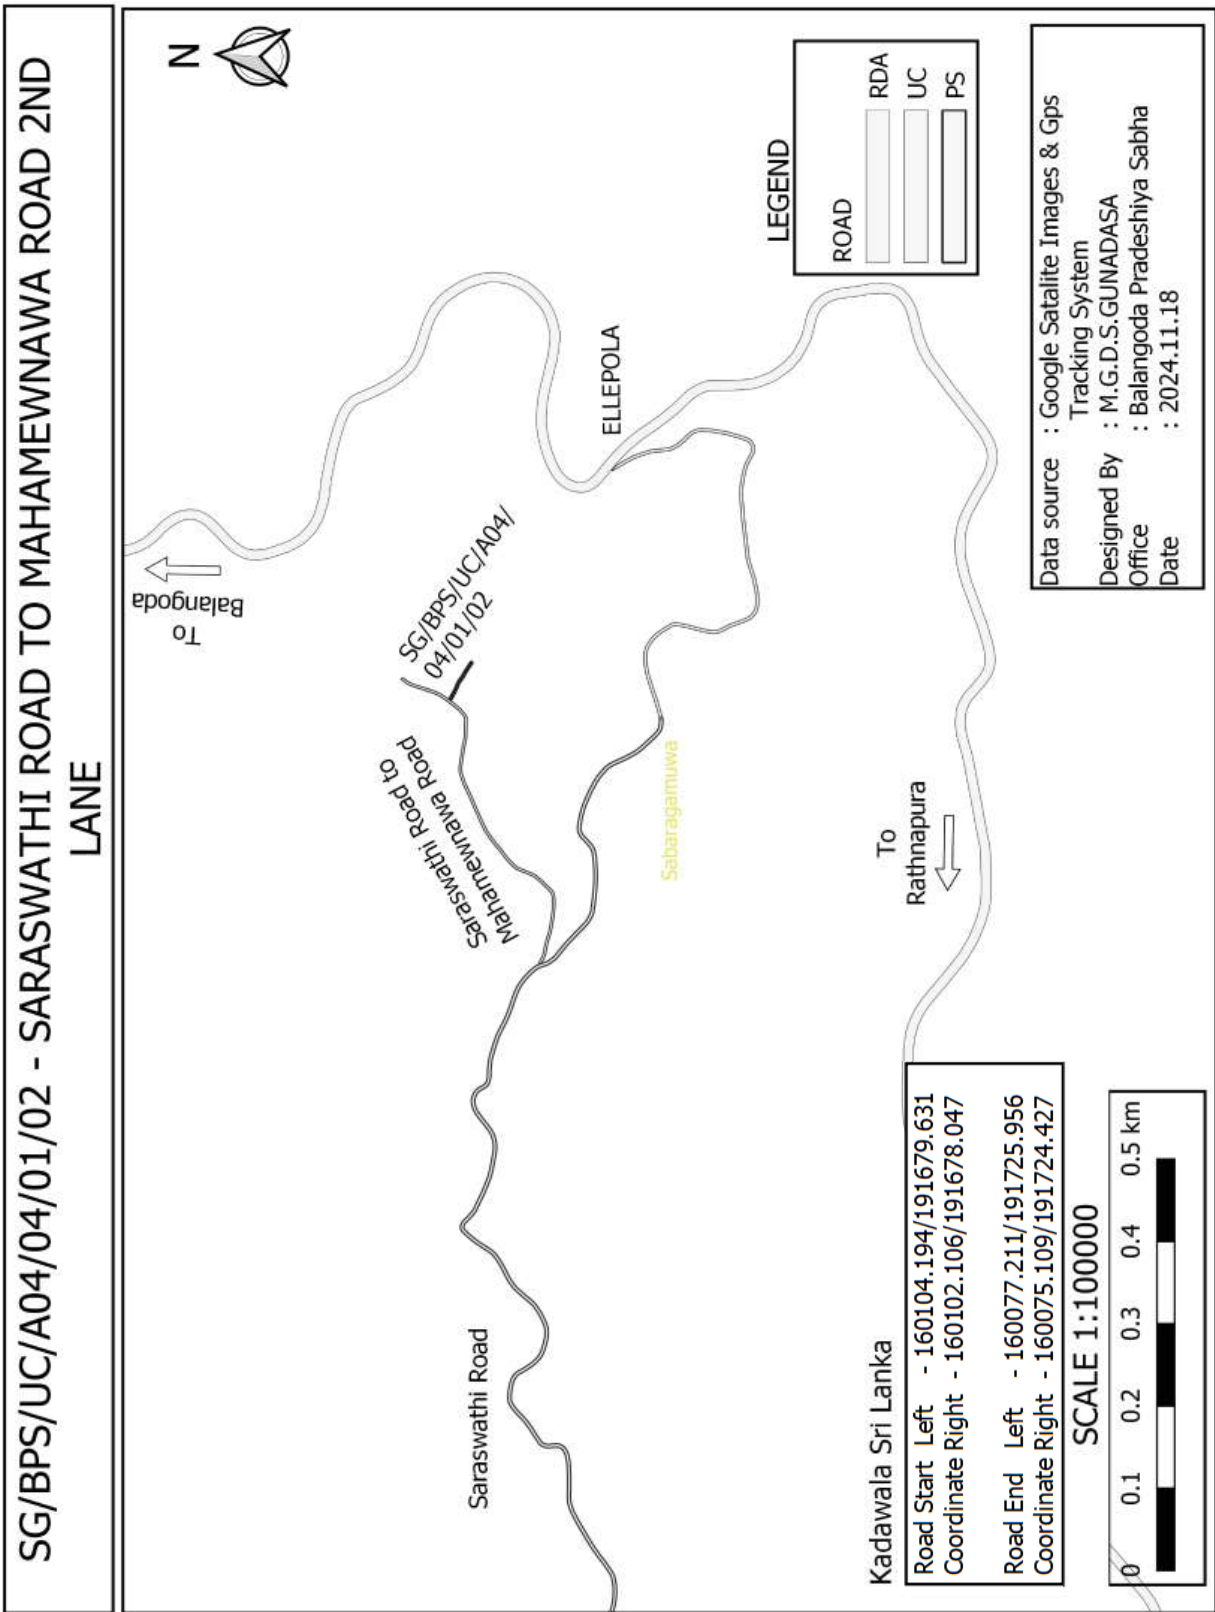 SG/BPS/UC/A04/04/01/02 - SARASWATHI ROAD TO MAHAMEWNAWA ROAD 2ND
LANE
N
To
Balangoda
SG/BPS/UC/A04/
04/01/02
Saraswathi Road to
Mahamewnawa Road
ELLEPOLA
Saraswathi Road
Sabaragamuwa
To
Rathnapura
LEGEND
ROAD
RDA
UC
PS
Kadawala Sri Lanka
Road Start Left - 160104.194/191679.631
Coordinate Right - 160102.106/191678.047
Road End Left - 160077.211/191725.956
Coordinate Right - 160075.109/191724.427
SCALE 1:100000
0 0.1 0.2 0.3 0.4 0.5 km
Data source : Google Satalite Images & Gps
Tracking System
Designed By : M.G.D.S.GUNADASA
Office : Balangoda Pradeshiya Sabha
Date : 2024.11.18